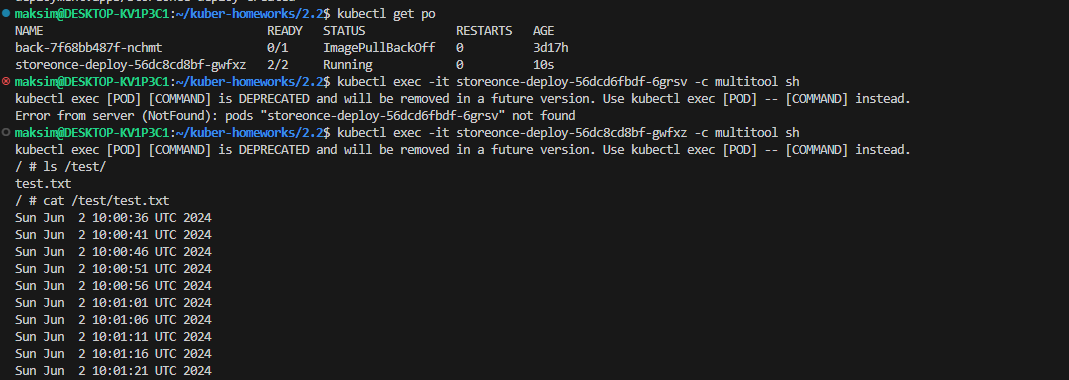 maksim@DESKTOP-KV1P3C1:~/kuber-homeworks/2.2$ kubectl get po
NAME                              READY   STATUS             RESTARTS   AGE
back-7f68bb487f-nchmt             0/1     ImagePullBackOff   0          3d17h
storeonce-deploy-56dc8cd8bf-gwfxz   2/2     Running            0          10s
maksim@DESKTOP-KV1P3C1:~/kuber-homeworks/2.2$ kubectl exec -it storeonce-deploy-56dcd6fbdf-6grsv -c multitool sh
kubectl exec [POD] [COMMAND] is DEPRECATED and will be removed in a future version. Use kubectl exec [POD] -- [COMMAND] instead.
Error from server (NotFound): pods "storeonce-deploy-56dcd6fbdf-6grsv" not found
maksim@DESKTOP-KV1P3C1:~/kuber-homeworks/2.2$ kubectl exec -it storeonce-deploy-56dc8cd8bf-gwfxz -c multitool sh
kubectl exec [POD] [COMMAND] is DEPRECATED and will be removed in a future version. Use kubectl exec [POD] -- [COMMAND] instead.
/ # ls /test/
test.txt
/ # cat /test/test.txt
Sun Jun  2 10:00:36 UTC 2024
Sun Jun  2 10:00:41 UTC 2024
Sun Jun  2 10:00:46 UTC 2024
Sun Jun  2 10:00:51 UTC 2024
Sun Jun  2 10:00:56 UTC 2024
Sun Jun  2 10:01:01 UTC 2024
Sun Jun  2 10:01:06 UTC 2024
Sun Jun  2 10:01:11 UTC 2024
Sun Jun  2 10:01:16 UTC 2024
Sun Jun  2 10:01:21 UTC 2024